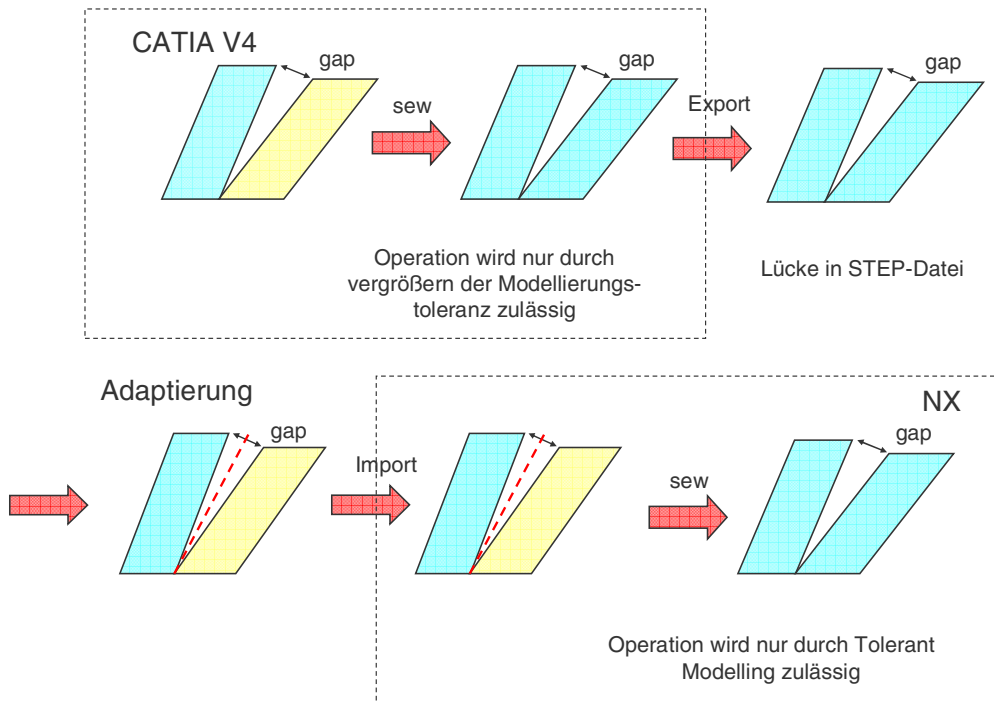 CATIA V4
gap
sew
gap
Export
gap
Operation wird nur durch
vergrößern der Modellierungs-
toleranz zulässig
Lücke in STEP-Datei
Adaptierung
NX
gap
Import
gap
sew
gap
Operation wird nur durch Tolerant
Modelling zulässig